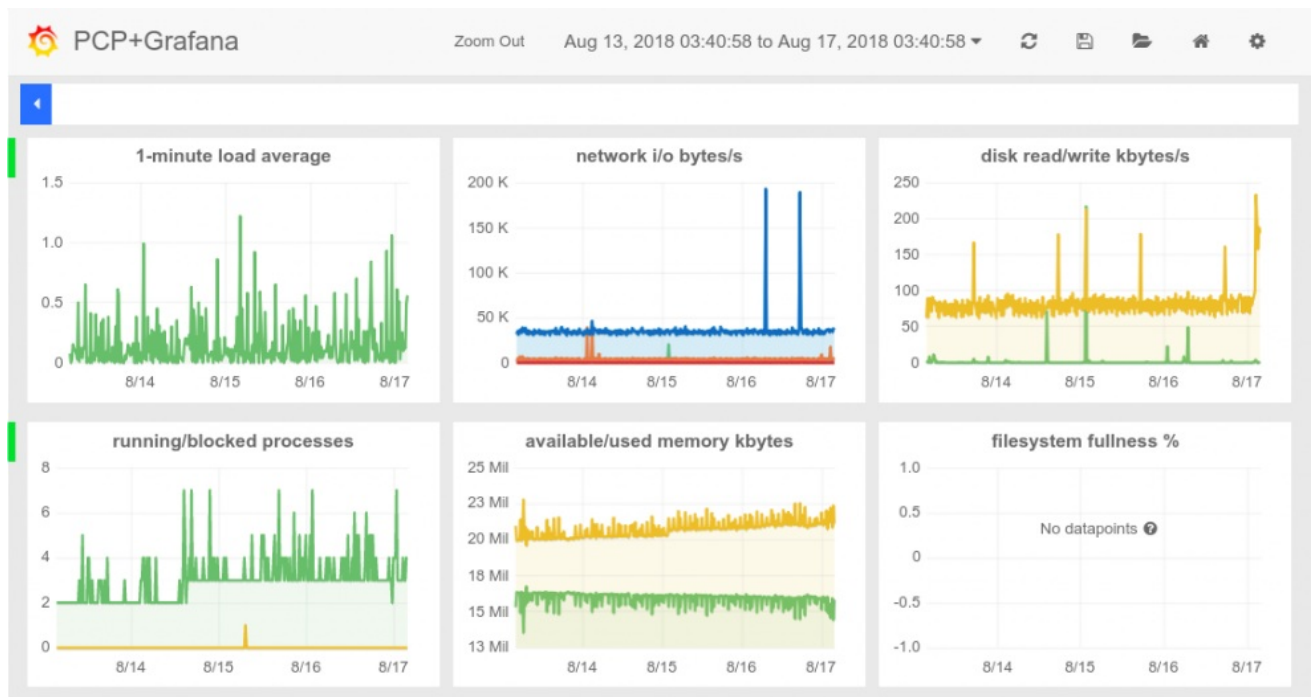 PCP+Grafana
Zoom Out
Aug 13, 2018 03:40:58 to Aug 17, 2018 03:40:58
1-minute load average
1.5
1.0
0.5
0
8/14 8/15 8/16 8/17
network i/o bytes/s
200 K
150 K
100 K
50 K
0
8/14 8/15 8/16 8/17
disk read/write kbytes/s
250
200
150
100
50
0
8/14 8/15 8/16 8/17
running/blocked processes
8
6
4
2
0
8/14 8/15 8/16 8/17
available/used memory kbytes
25 Mil
23 Mil
20 Mil
18 Mil
15 Mil
13 Mil
8/14 8/15 8/16 8/17
filesystem fullness %
1.0
0.5
0
-0.5
-1.0
No datapoints ?
8/14 8/15 8/16 8/17